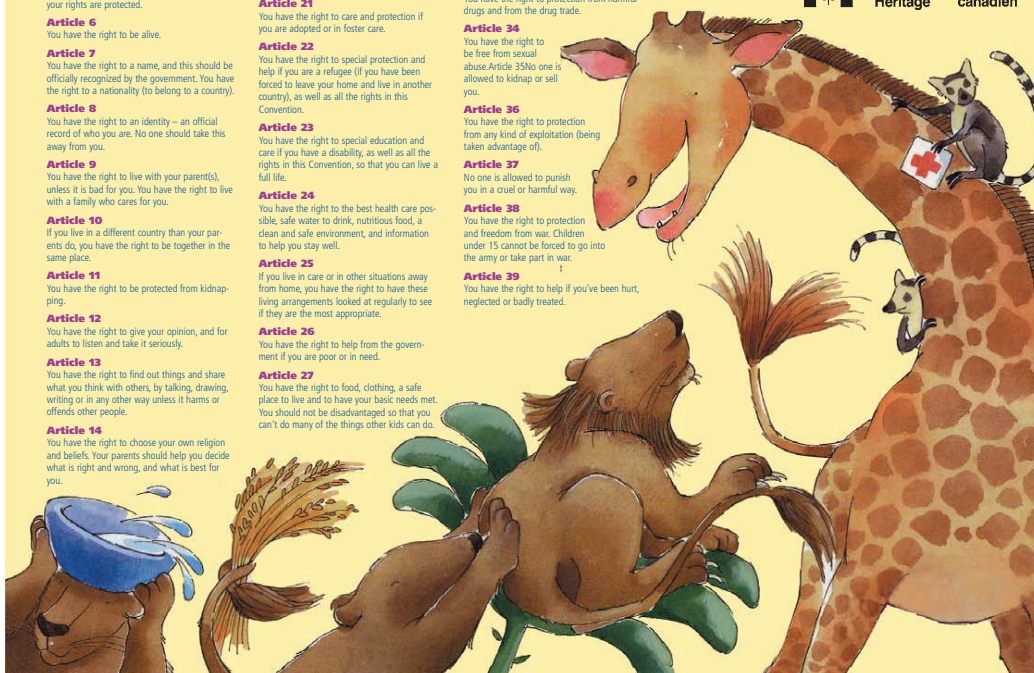 your rights are protected.
Article 6
You have the right to be alive.
Article 7
You have the right to a name, and this should be
officially recognized by the government. You have
the right to a nationality (to belong to a country).
Article 8
You have the right to an identity – an official
record of who you are. No one should take this
away from you.
Article 9
You have the right to live with your parent(s),
unless it is bad for you. You have the right to live
with a family who cares for you.
Article 10
If you live in a different country than your par-
ents do, you have the right to be together in the
same place.
Article 11
You have the right to be protected from kidnap-
ping.
Article 12
You have the right to give your opinion, and for
adults to listen and take it seriously.
Article 13
You have the right to find out things and share
what you think with others, by talking, drawing,
writing or in any other way unless it harms or
offends other people.
Article 14
You have the right to choose your own religion
and beliefs. Your parents should help you decide
what is right and wrong, and what is best for
you.
Article 21
You have the right to care and protection if
you are adopted or in foster care.
Article 22
You have the right to special protection and
help if you are a refugee (if you have been
forced to leave your home and live in another
country), as well as all the rights in this
Convention.
Article 23
You have the right to special education and
care if you have a disability, as well as all the
rights in this Convention, so that you can live a
full life.
Article 24
You have the right to the best health care pos-
sible, safe water to drink, nutritious food, a
clean and safe environment, and information
to help you stay well.
Article 25
If you live in care or in other situations away
from home, you have the right to have these
living arrangements looked at regularly to see
if they are the most appropriate.
Article 26
You have the right to help from the govern-
ment if you are poor or in need.
Article 27
You have the right to food, clothing, a safe
place to live and to have your basic needs met.
You should not be disadvantaged so that you
can't do many of the things other kids can do.
You have the right to protection from harmful
drugs and from the drug trade.
Article 34
You have the right to
be free from sexual
abuse.Article 35No one is
allowed to kidnap or sell
you.
Article 36
You have the right to protection
from any kind of exploitation (being
taken advantage of).
Article 37
No one is allowed to punish
you in a cruel or harmful way.
Article 38
You have the right to protection
and freedom from war. Children
under 15 cannot be forced to go into
the army or take part in war.
Article 39
You have the right to help if you've been hurt,
neglected or badly treated.
Heritage canadien